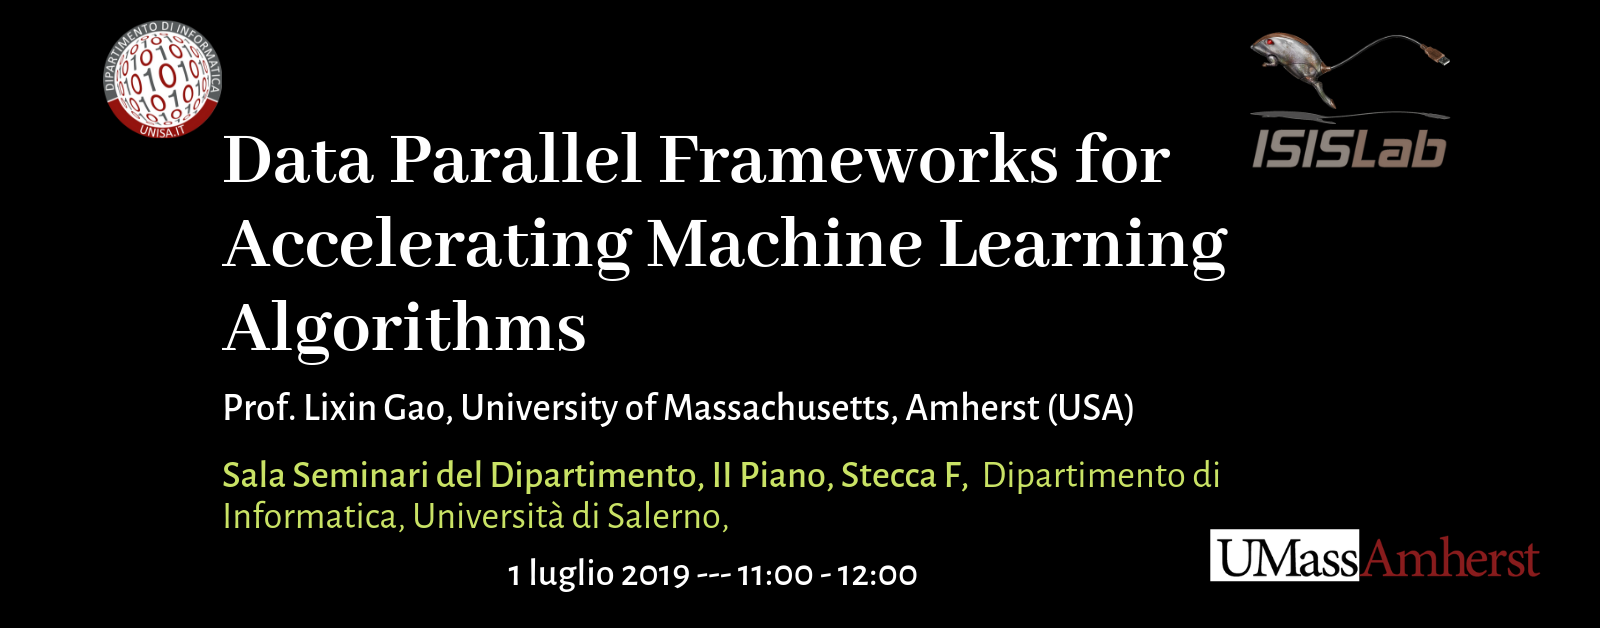 DIPARTIMENTO DI INFORMATICA
UNISA.IT
ISISLab
Data Parallel Frameworks for
Accelerating Machine Learning
Algorithms
Prof. Lixin Gao, University of Massachusetts, Amherst (USA)
Sala Seminari del Dipartimento, II Piano, Stecca F, Dipartimento di
Informatica, Università di Salerno,
1 luglio 2019 --- 11:00 - 12:00
UMassAmherst